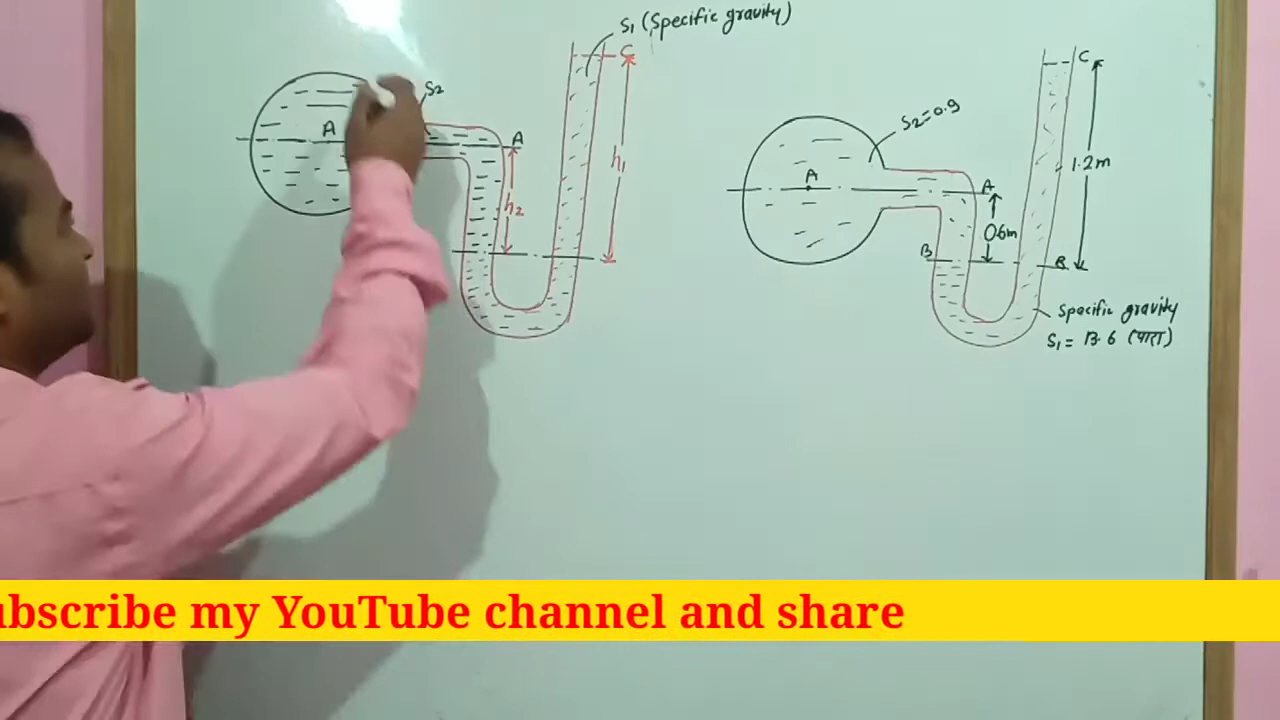 S₁ (Specific gravity)
C
S₂
A
A
h₁
h₂
C
S₂=0.9
1.2m
A
A
0.6m
B
B
Spacific gravity
S₁ = 13.6 (पारा)
ubscribe my YouTube channel and share